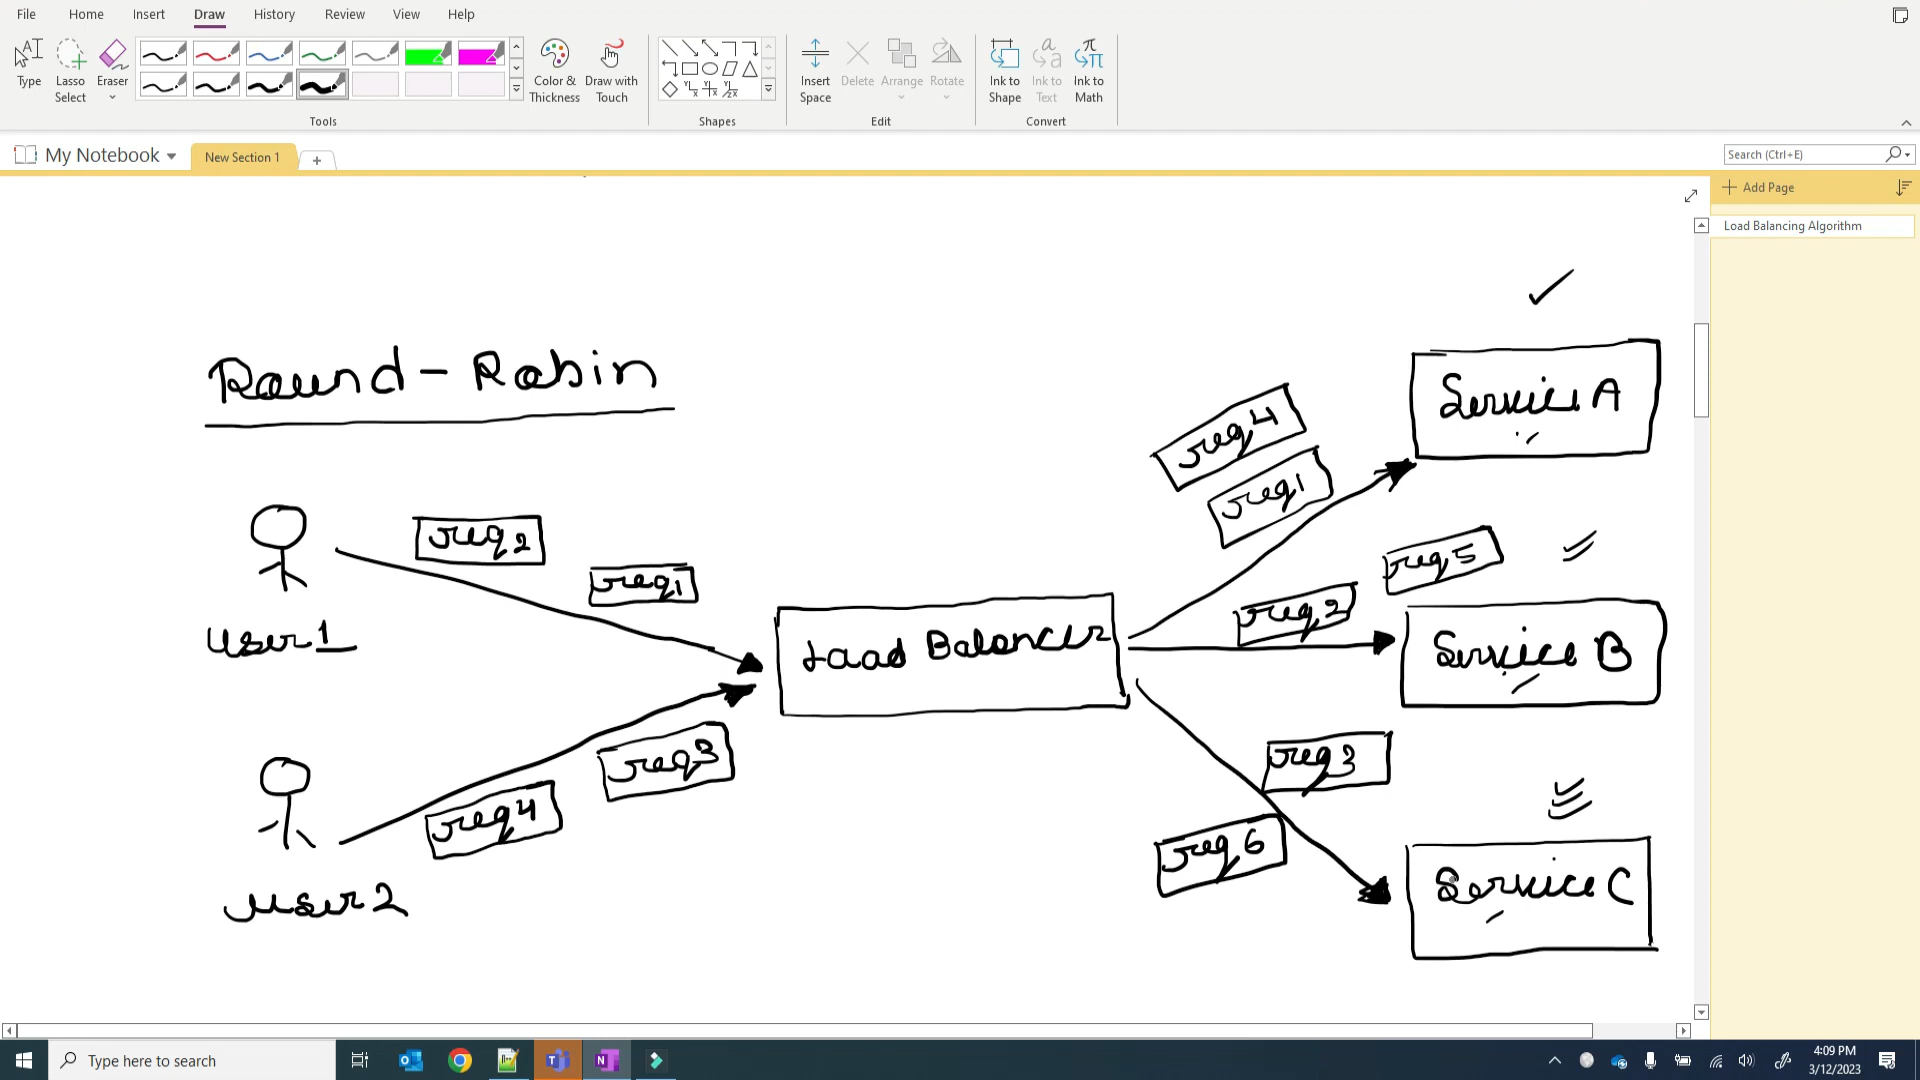 File Home Insert Draw History Review View Help
Type
Lasso Select
Eraser
Color & Thickness
Draw with Touch
Insert Space
Delete
Arrange
Rotate
Ink to Shape
Ink to Text
Ink to Math
Tools
Shapes
Edit
Convert
My Notebook
New Section 1
Search (Ctrl+E)
Add Page
Load Balancing Algorithm
Round-Robin
Service A
req4
req1
req2
req1
User1
req5
req2
Service B
Load Balancer
req3
req4
User2
req3
req6
Service C
Type here to search
4:09 PM
3/12/2023